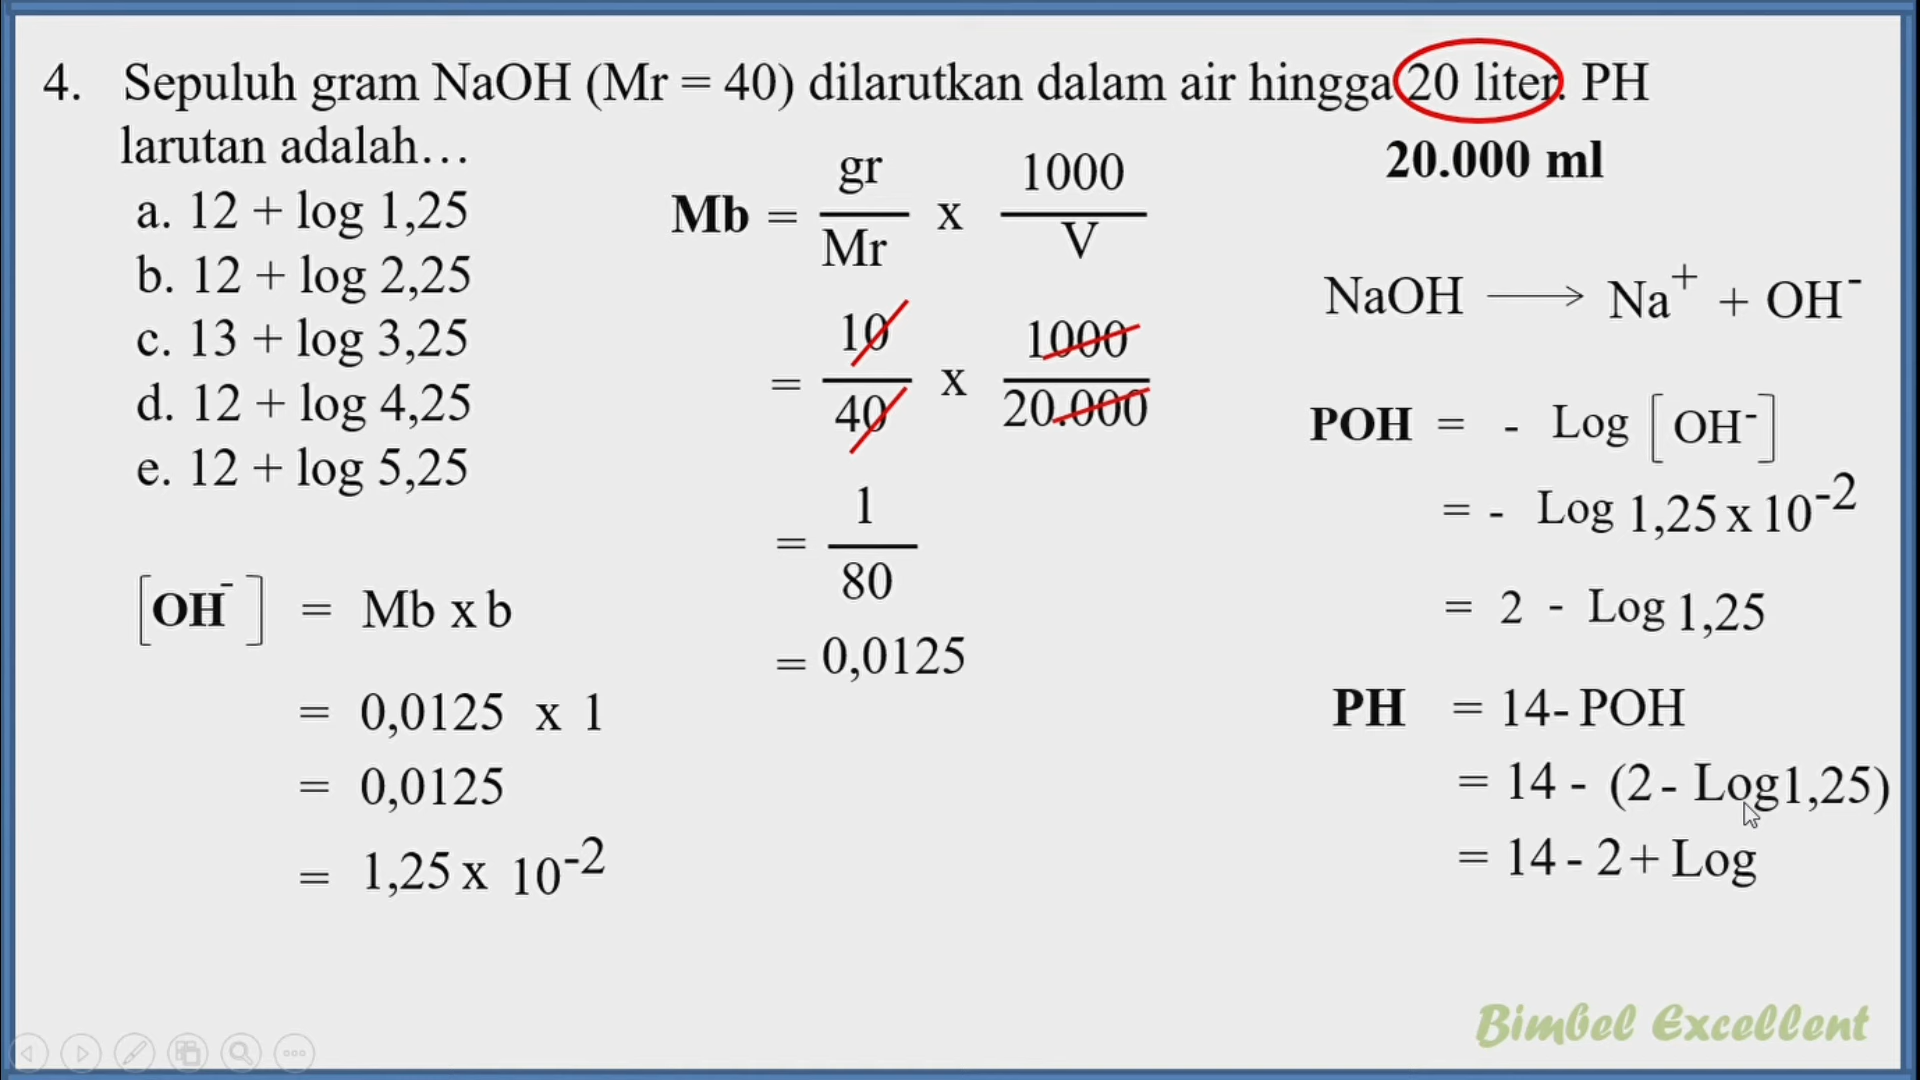 4. Sepuluh gram NaOH (Mr = 40) dilarutkan dalam air hingga 20 liter. PH
larutan adalah…
20.000 ml
a. 12 + log 1,25
b. 12 + log 2,25
c. 13 + log 3,25
d. 12 + log 4,25
e. 12 + log 5,25
Mb = gr/Mr x 1000/V
= 10/40 x 1000/20.000
= 1/80
= 0,0125
[OH⁻] = Mb x b
= 0,0125 x 1
= 0,0125
= 1,25 x 10⁻²
NaOH ⟶ Na⁺ + OH⁻
POH = - Log [OH⁻]
= - Log 1,25 x 10⁻²
= 2 - Log 1,25
PH = 14 - POH
= 14 - (2 - Log 1,25)
= 14 - 2 + Log
Bimbel Excellent